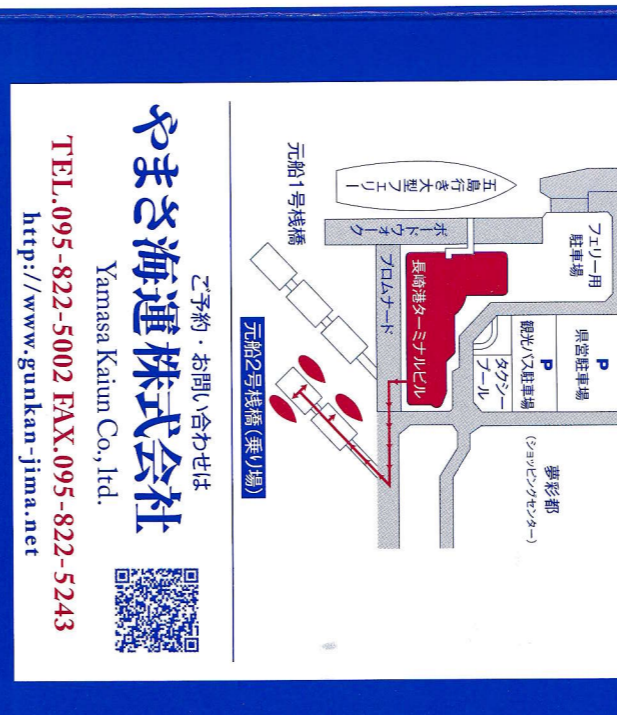 フェリー用
駐車場
P
県営駐車場
P
観光バス駐車場
タクシー
プール
夢彩都
(ショッピングセンター)
五島行き大型フェリー
ボードウォーク
長崎港ターミナルビル
プロムナード
元船1号桟橋
元船2号桟橋(乗り場)
ご予約・お問い合わせは
やまさ海運株式会社
Yamasa Kaiun Co., ltd.
TEL.095-822-5002 FAX.095-822-5243
http://www.gunkan-jima.net